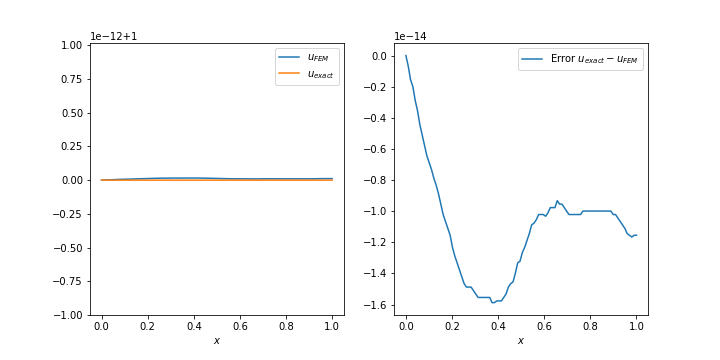 1e−12+1
1.00
0.75
0.50
0.25
0.00
−0.25
−0.50
−0.75
−1.00
0.0 0.2 0.4 0.6 0.8 1.0
x
u_FEM
u_exact
1e−14
0.0
−0.2
−0.4
−0.6
−0.8
−1.0
−1.2
−1.4
−1.6
0.0 0.2 0.4 0.6 0.8 1.0
x
Error u_exact − u_FEM